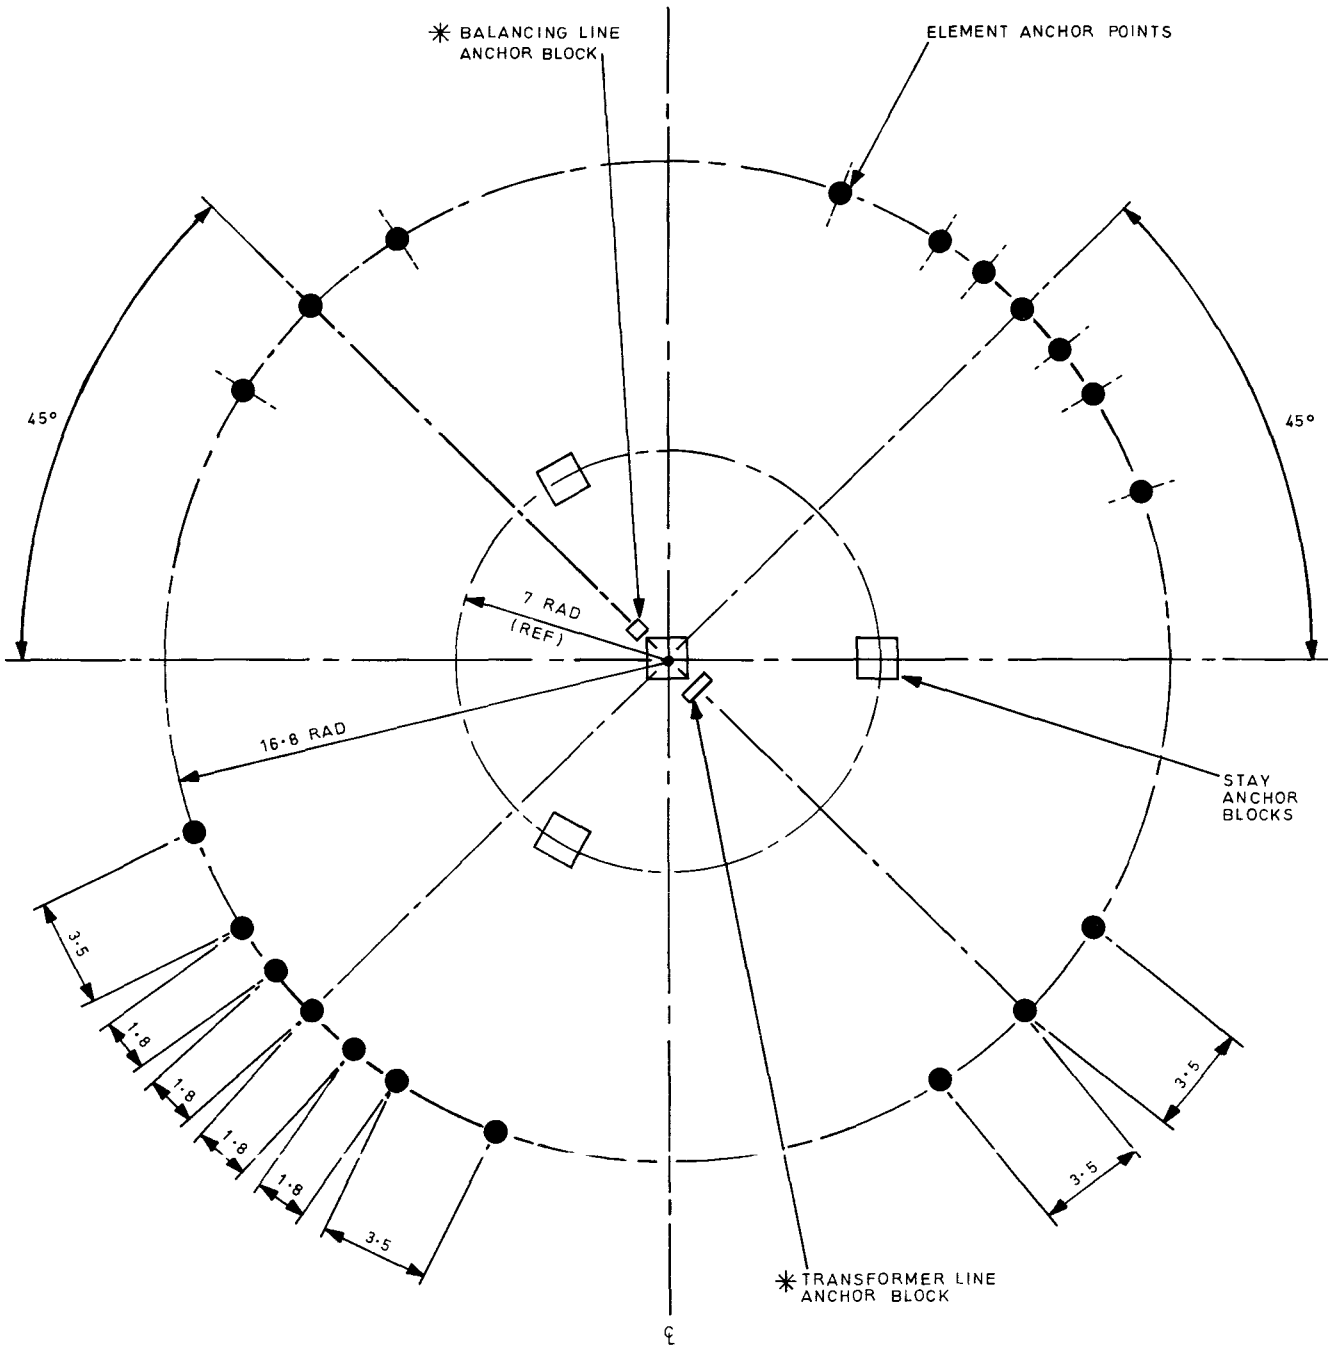 ✳ BALANCING LINE
ANCHOR BLOCK
ELEMENT ANCHOR POINTS
45°
45°
7 RAD
(REF)
16·8 RAD
STAY
ANCHOR
BLOCKS
3·5
1·8
1·8
1·8
1·8
3·5
3·5
3·5
✳ TRANSFORMER LINE
ANCHOR BLOCK
℄